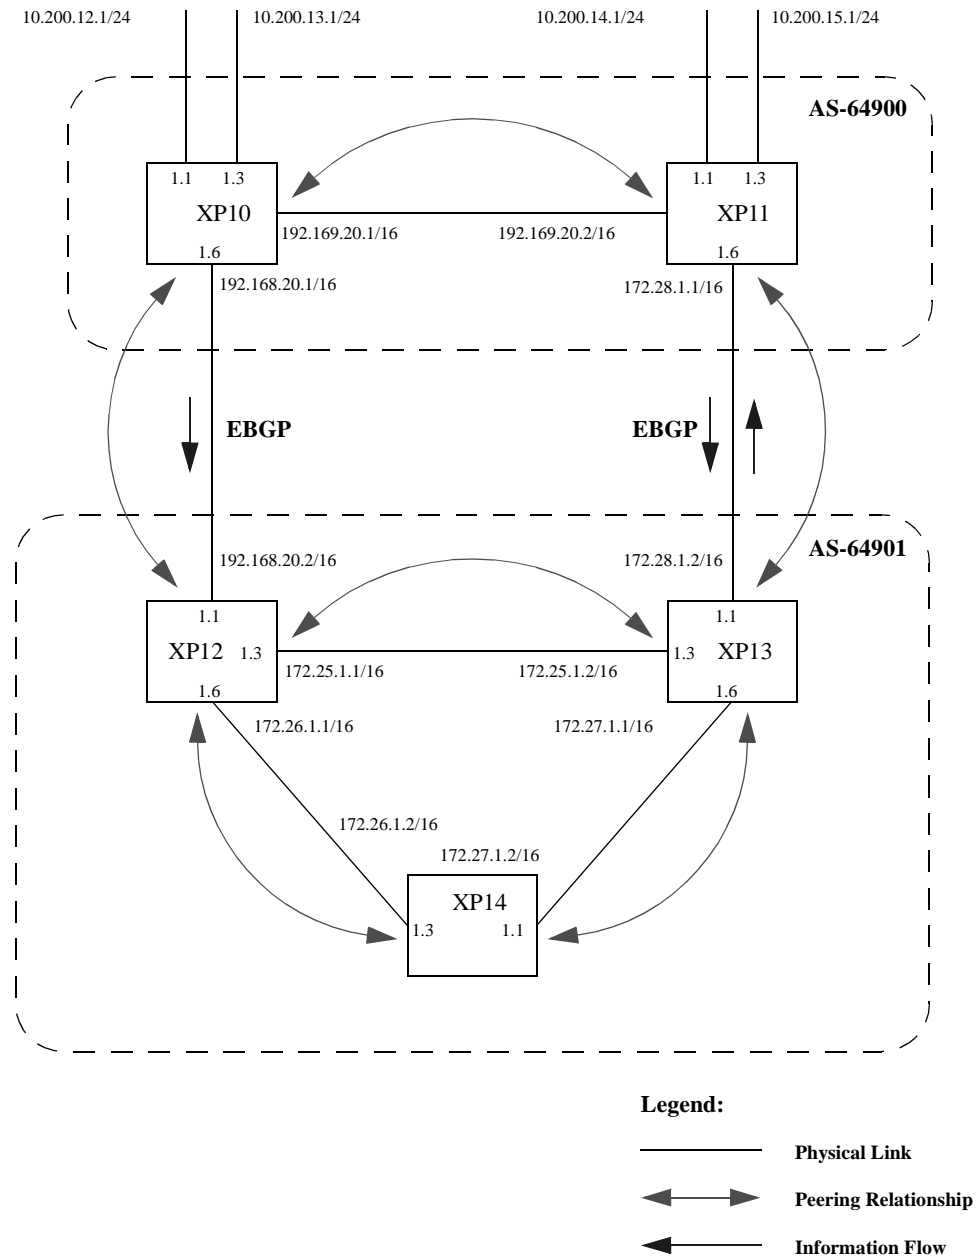 10.200.12.1/24
10.200.13.1/24
10.200.14.1/24
10.200.15.1/24
AS-64900
1.1
1.3
XP10
1.6
1.1
1.3
XP11
1.6
192.169.20.1/16
192.169.20.2/16
192.168.20.1/16
172.28.1.1/16
EBGP
EBGP
AS-64901
192.168.20.2/16
172.28.1.2/16
1.1
XP12
1.3
1.6
1.1
1.3
XP13
1.6
172.25.1.1/16
172.25.1.2/16
172.26.1.1/16
172.27.1.1/16
172.26.1.2/16
172.27.1.2/16
XP14
1.3
1.1
Legend:
Physical Link
Peering Relationship
Information Flow